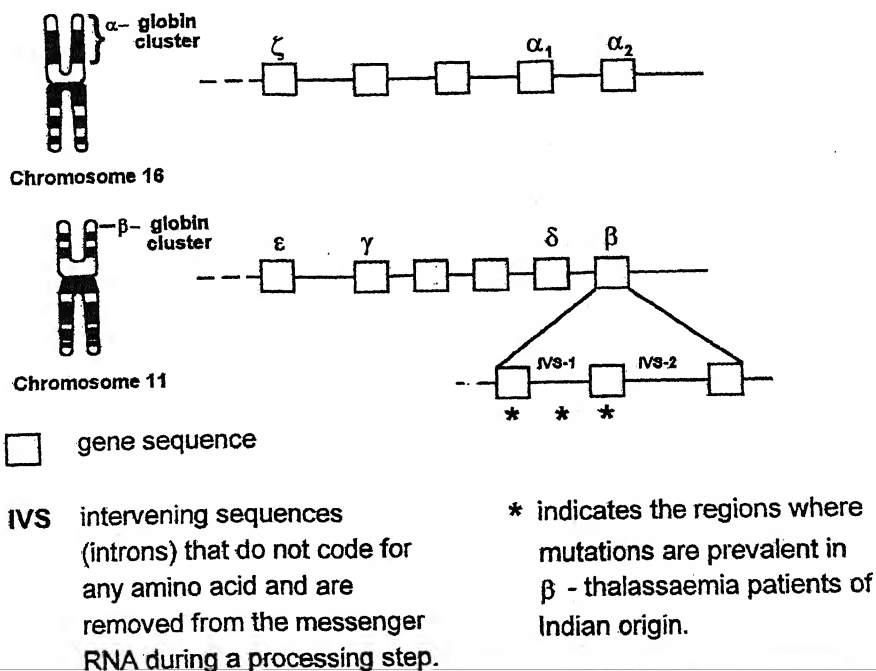 α– globin
cluster
ζ
α1
α2
Chromosome 16
β– globin
cluster
ε
γ
δ
β
IVS-1
IVS-2
Chromosome 11
* * *
gene sequence
IVS intervening sequences
(introns) that do not code for
any amino acid and are
removed from the messenger
RNA during a processing step.
* indicates the regions where
mutations are prevalent in
β - thalassaemia patients of
Indian origin.